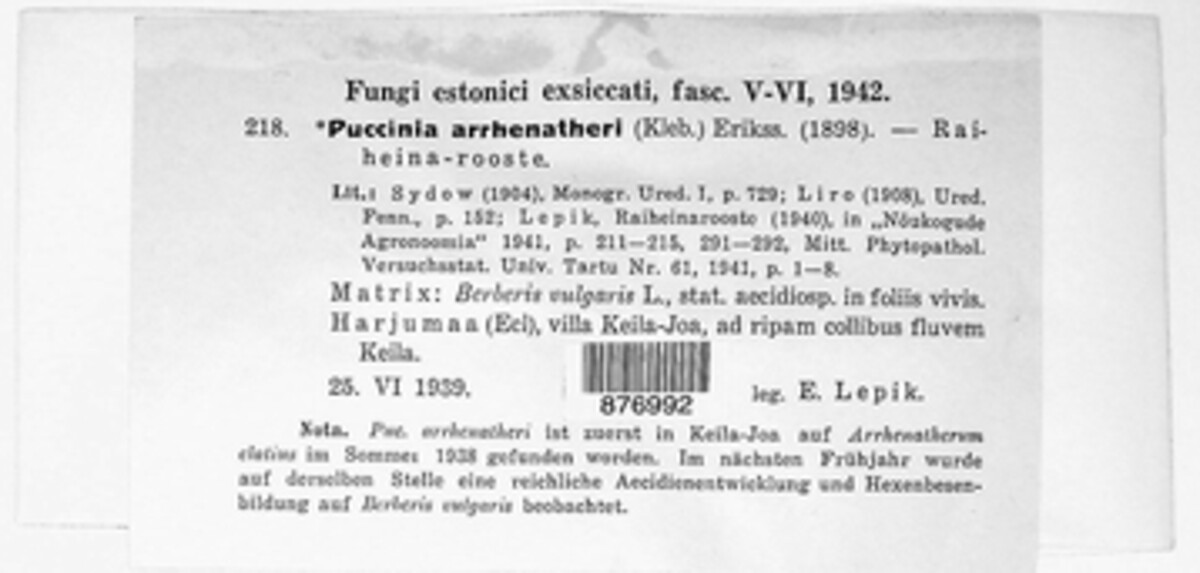 Fungi estonici exsiccati, fasc. V-VI, 1942.
218. *Puccinia arrhenatheri (Kleb.) Erikss. (1898). — Rai-
heina-rooste.
Lit.: Sydow (1904), Monogr. Ured. I, p. 729; Liro (1908), Ured.
Fenn., p. 152; Lepik, Raiheinarooste (1940), in „Nõukogude
Agronoomia“ 1941, p. 211—215, 291—292, Mitt. Phytopathol.
Versuchsstat. Univ. Tartu Nr. 61, 1941, p. 1—8.
Matrix: Berberis vulgaris L., stat. aecidiosp. in foliis vivis.
Harjumaa (Ecl), villa Keila-Joa, ad ripam collibus fluvem
Keila.
25. VI 1939.
leg. E. Lepik.
876992
Nota. Puc. arrhenatheri ist zuerst in Keila-Joa auf Arrhenatherum
elatius im Sommer 1938 gefunden worden. Im nächsten Frühjahr wurde
auf derselben Stelle eine reichliche Aecidienentwicklung und Hexenbesen-
bildung auf Berberis vulgaris beobachtet.